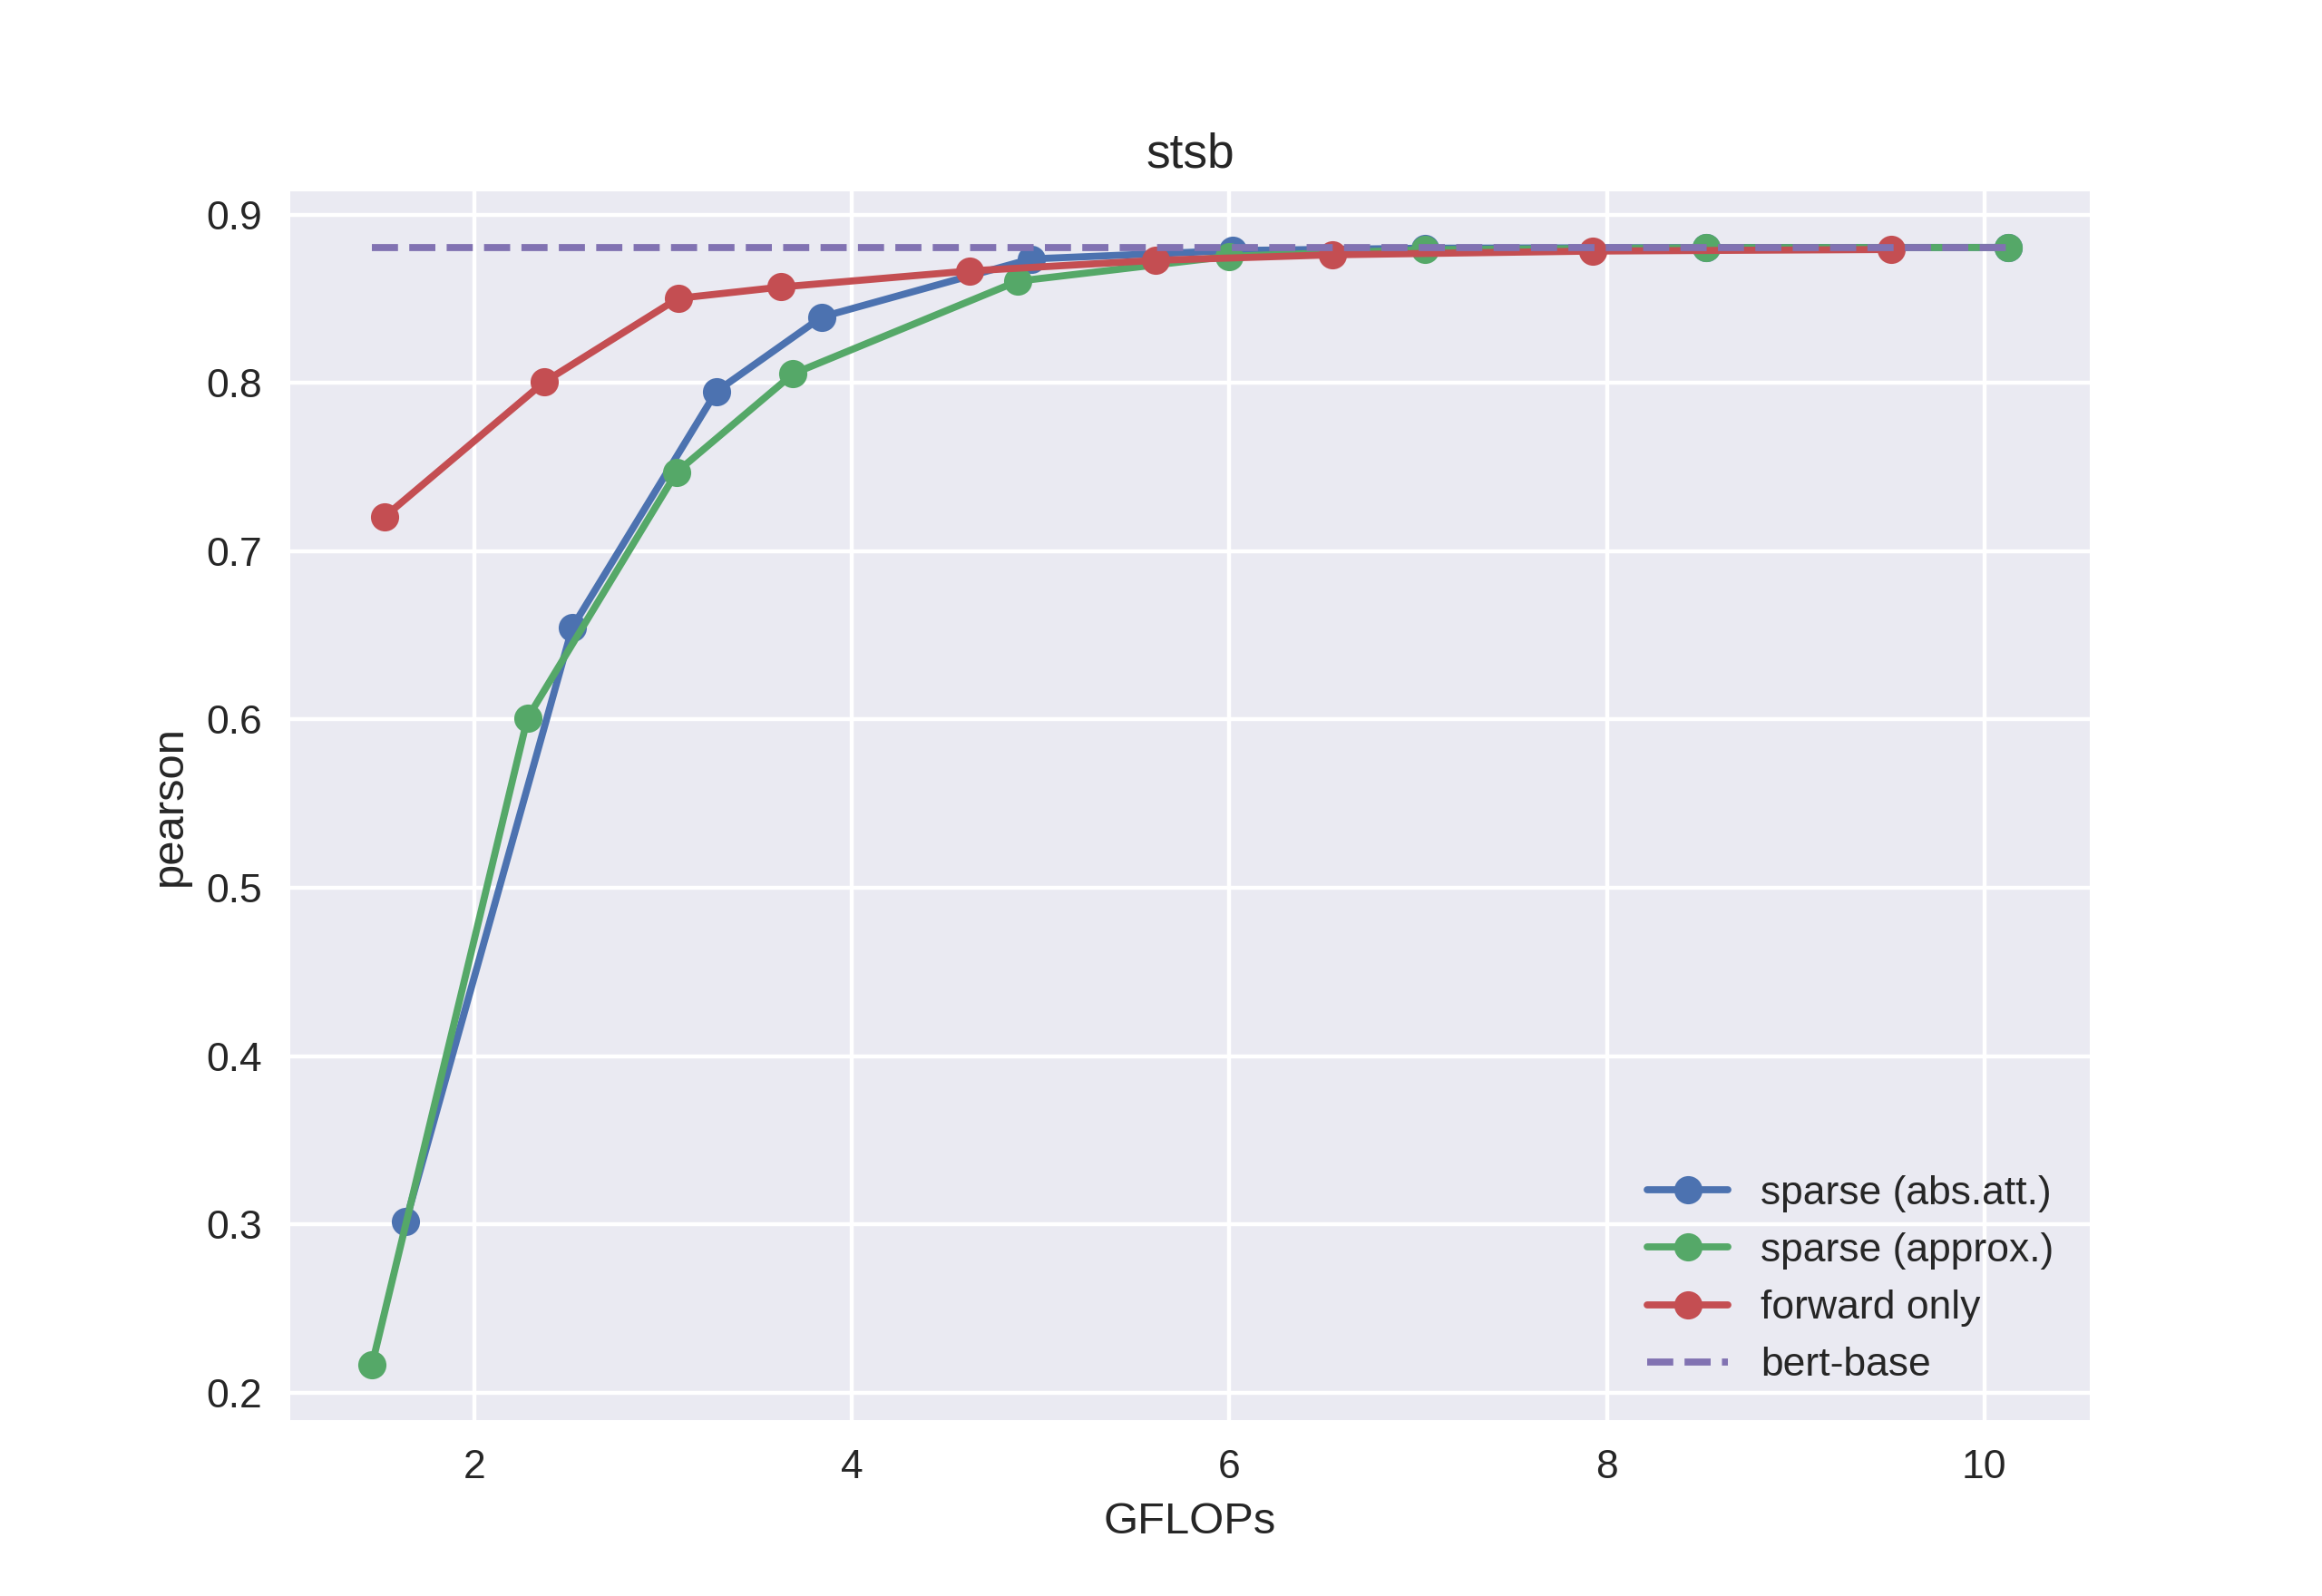 stsb
0.9
0.8
0.7
0.6
0.5
0.4
0.3
0.2
pearson
2 4 6 8 10
GFLOPs
sparse (abs.att.)
sparse (approx.)
forward only
bert-base